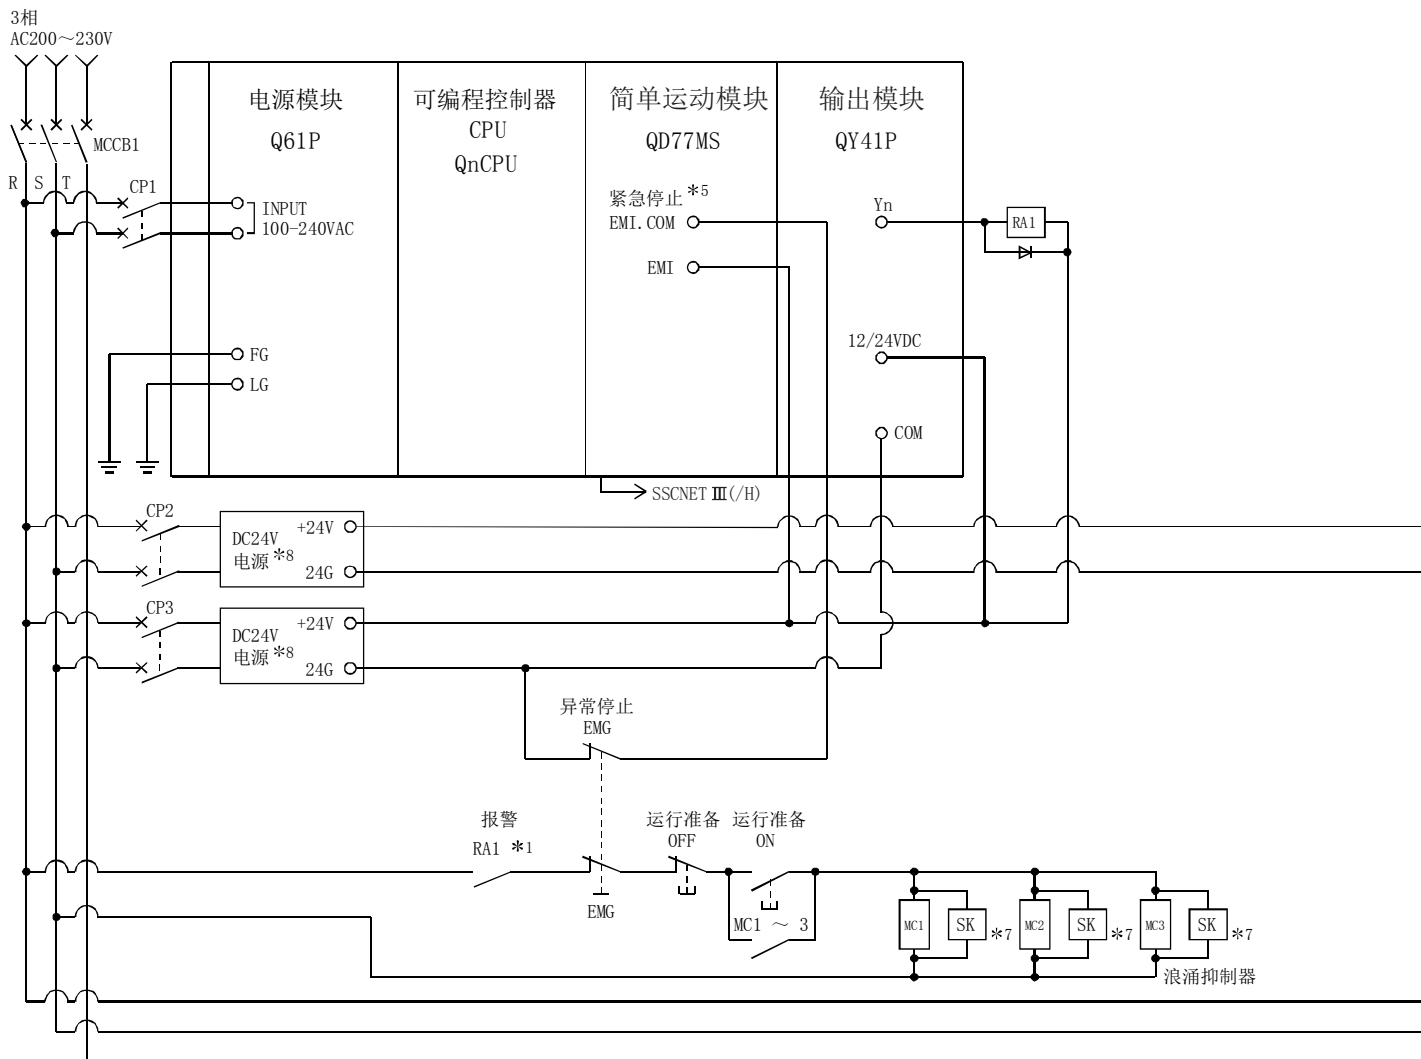 3相
AC200～230V
MCCB1
R S T
CP1
电源模块
Q61P
INPUT
100-240VAC
FG
LG
可编程控制器
CPU
QnCPU
简单运动模块
QD77MS
紧急停止*5
EMI.COM
EMI
输出模块
QY41P
Yn
12/24VDC
COM
RA1
SSCNETⅢ(/H)
CP2
DC24V
电源*8
+24V
24G
CP3
DC24V
电源*8
+24V
24G
异常停止
EMG
报警
RA1 *1
EMG
运行准备
OFF
运行准备
ON
MC1 ～ 3
MC1
SK
*7
MC2
SK
*7
MC3
SK
*7
浪涌抑制器